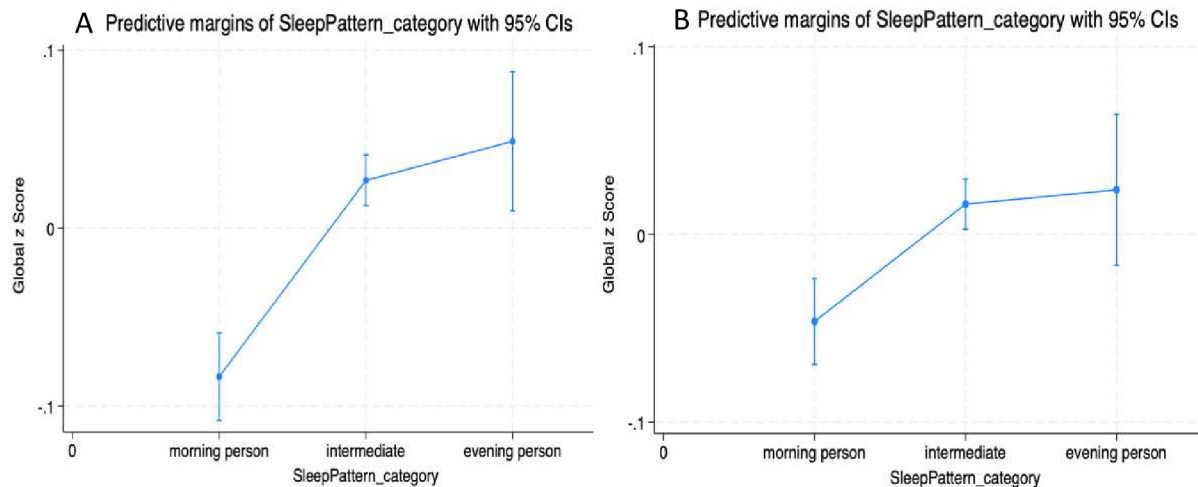 A Predictive margins of SleepPattern_category with 95% CIs
.1
0
-.1
Global z Score
0 morning person intermediate evening person
SleepPattern_category
B Predictive margins of SleepPattern_category with 95% CIs
.1
0
-.1
Global z Score
0 morning person intermediate evening person
SleepPattern_category